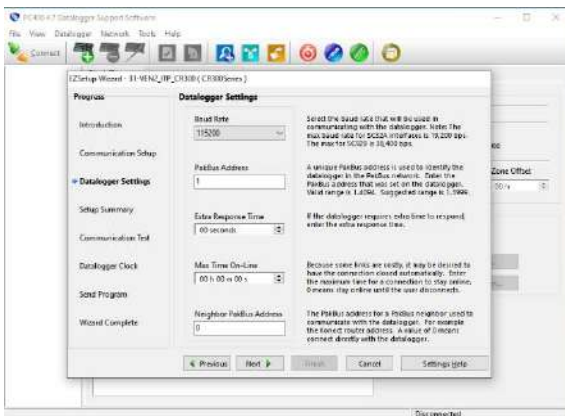 PC400 4.7 Datalogger Support Software
File View Datalogger Network Tools Help
Connect
EZSetup Wizard - 31-VEN2_ITP_CR300 ( CR300Series )
Progress
Datalogger Settings
Introduction
Communication Setup
Datalogger Settings
Setup Summary
Communication Test
Datalogger Clock
Send Program
Wizard Complete
Baud Rate
115200
Select the baud rate that will be used in
communicating with the datalogger. Note: The
max baud rate for SC32A interfaces is 19,200 bps.
The max for SC929 is 38,400 bps.
PakBus Address
1
A unique PakBus address is used to identify the
datalogger in the PakBus network. Enter the
PakBus address that was set on the datalogger.
Valid range is 1-4094. Suggested range is 1-3999.
Extra Response Time
00 seconds
If the datalogger requires extra time to respond,
enter the extra response time.
Max Time On-Line
00 h 00 m 00 s
Because some links are costly, it may be desired to
have the connection closed automatically. Enter
the maximum time for a connection to stay online.
0 means stay online until the user disconnects.
Neighbor PakBus Address
0
The PakBus address for a PakBus neighbor used to
communicate with the datalogger. For example
the Konect router address. A value of 0 means
connect directly with the datalogger.
Previous
Next
Finish
Cancel
Settings Help
Zone Offset
Disconnected